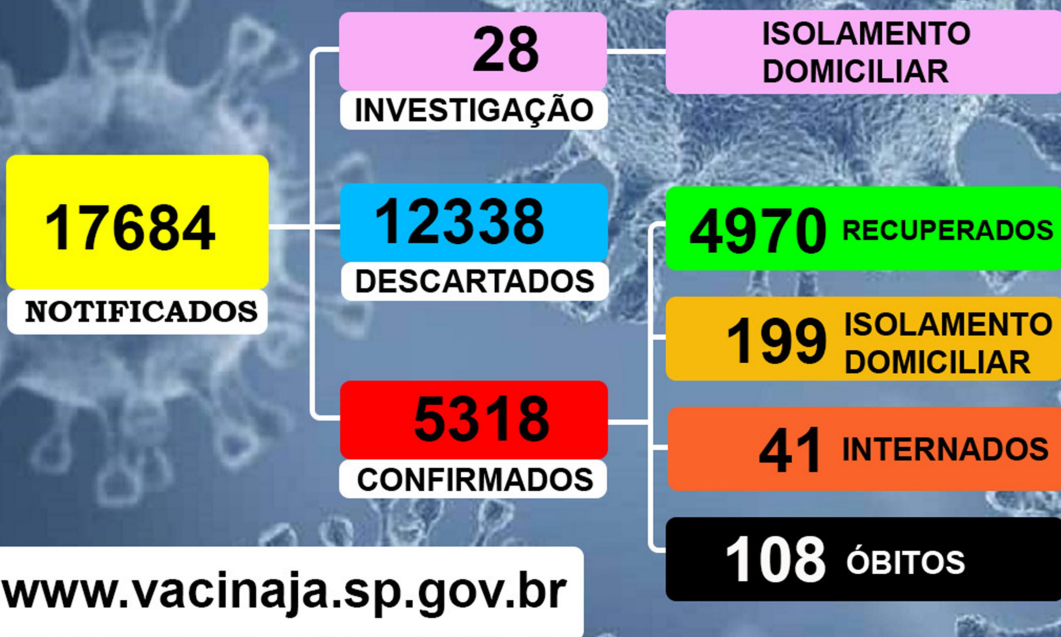 28
INVESTIGAÇÃO
ISOLAMENTO
DOMICILIAR
17684
NOTIFICADOS
12338
DESCARTADOS
4970 RECUPERADOS
199 ISOLAMENTO
DOMICILIAR
5318
CONFIRMADOS
41 INTERNADOS
108 ÓBITOS
www.vacinaja.sp.gov.br